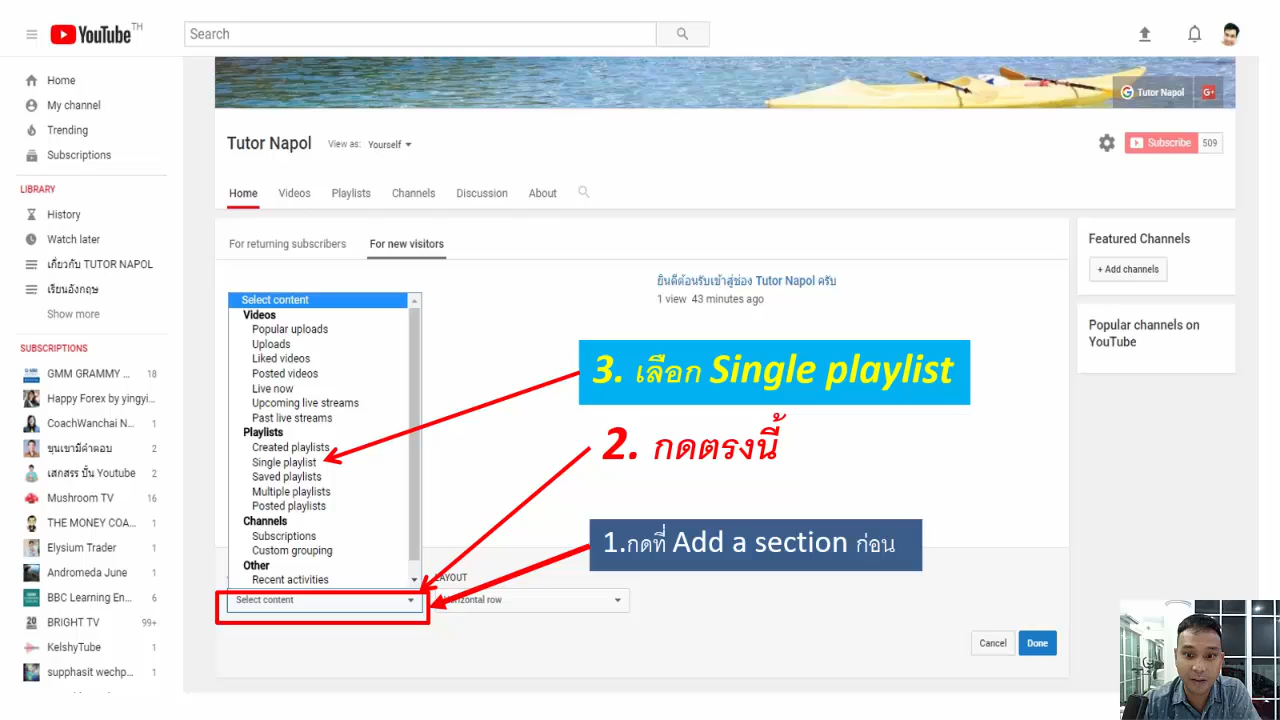 YouTube TH
Search
Tutor Napol
Home
My channel
Trending
Subscriptions
LIBRARY
History
Watch later
เกี่ยวกับ TUTOR NAPOL
เรียนอังกฤษ
Show more
SUBSCRIPTIONS
GMM GRAMMY ... 18
Happy Forex by yingyi...
CoachWanchai N... 1
ขุนเขามีคำตอบ 2
เสกสรร ปั้น Youtube 2
Mushroom TV 16
THE MONEY COA... 1
Elysium Trader 1
Andromeda June 1
BBC Learning En... 6
BRIGHT TV 99+
KelshyTube 1
supphasit wechp... 1
Tutor Napol View as: Yourself
Subscribe 509
Home Videos Playlists Channels Discussion About
For returning subscribers For new visitors
ยินดีต้อนรับเข้าสู่ช่อง Tutor Napol ครับ
1 view 43 minutes ago
Select content
Videos
Popular uploads
Uploads
Liked videos
Posted videos
Live now
Upcoming live streams
Past live streams
Playlists
Created playlists
Single playlist
Saved playlists
Multiple playlists
Posted playlists
Channels
Subscriptions
Custom grouping
Other
Recent activities
Select content
3. เลือก Single playlist
2. กดตรงนี้
1.กดที่ Add a section ก่อน
LAYOUT
Horizontal row
Cancel Done
Featured Channels
+ Add channels
Popular channels on
YouTube